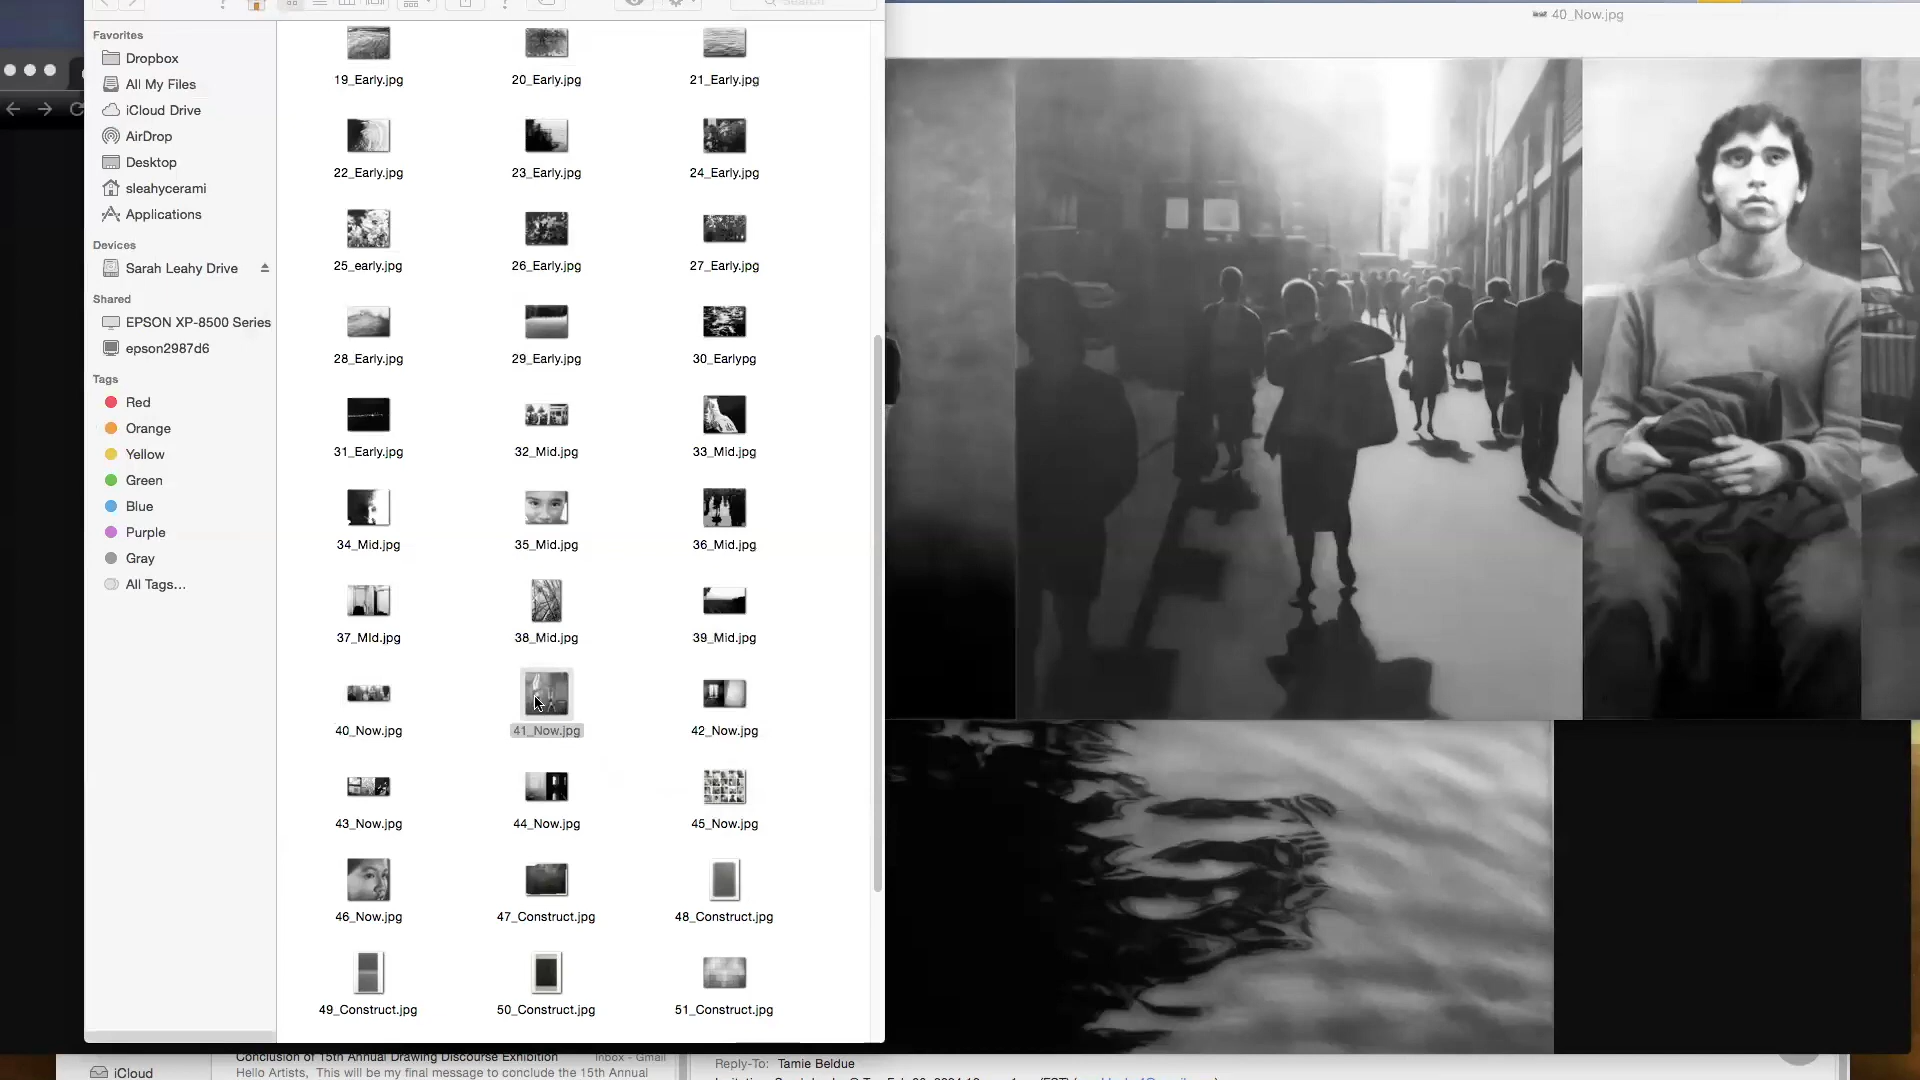 Search
40_Now.jpg
Favorites
Dropbox
All My Files
iCloud Drive
AirDrop
Desktop
sleahycerami
Applications
Devices
Sarah Leahy Drive
Shared
EPSON XP-8500 Series
epson2987d6
Tags
Red
Orange
Yellow
Green
Blue
Purple
Gray
All Tags...
19_Early.jpg 20_Early.jpg 21_Early.jpg
22_Early.jpg 23_Early.jpg 24_Early.jpg
25_early.jpg 26_Early.jpg 27_Early.jpg
28_Early.jpg 29_Early.jpg 30_Earlypg
31_Early.jpg 32_Mid.jpg 33_Mid.jpg
34_Mid.jpg 35_Mid.jpg 36_Mid.jpg
37_MId.jpg 38_Mid.jpg 39_Mid.jpg
40_Now.jpg 41_Now.jpg 42_Now.jpg
43_Now.jpg 44_Now.jpg 45_Now.jpg
46_Now.jpg 47_Construct.jpg 48_Construct.jpg
49_Construct.jpg 50_Construct.jpg 51_Construct.jpg
iCloud
Conclusion of 15th Annual Drawing Discourse Exhibition Inbox - Gmail
Hello Artists, This will be my final message to conclude the 15th Annual
Reply-To: Tamie Beldue